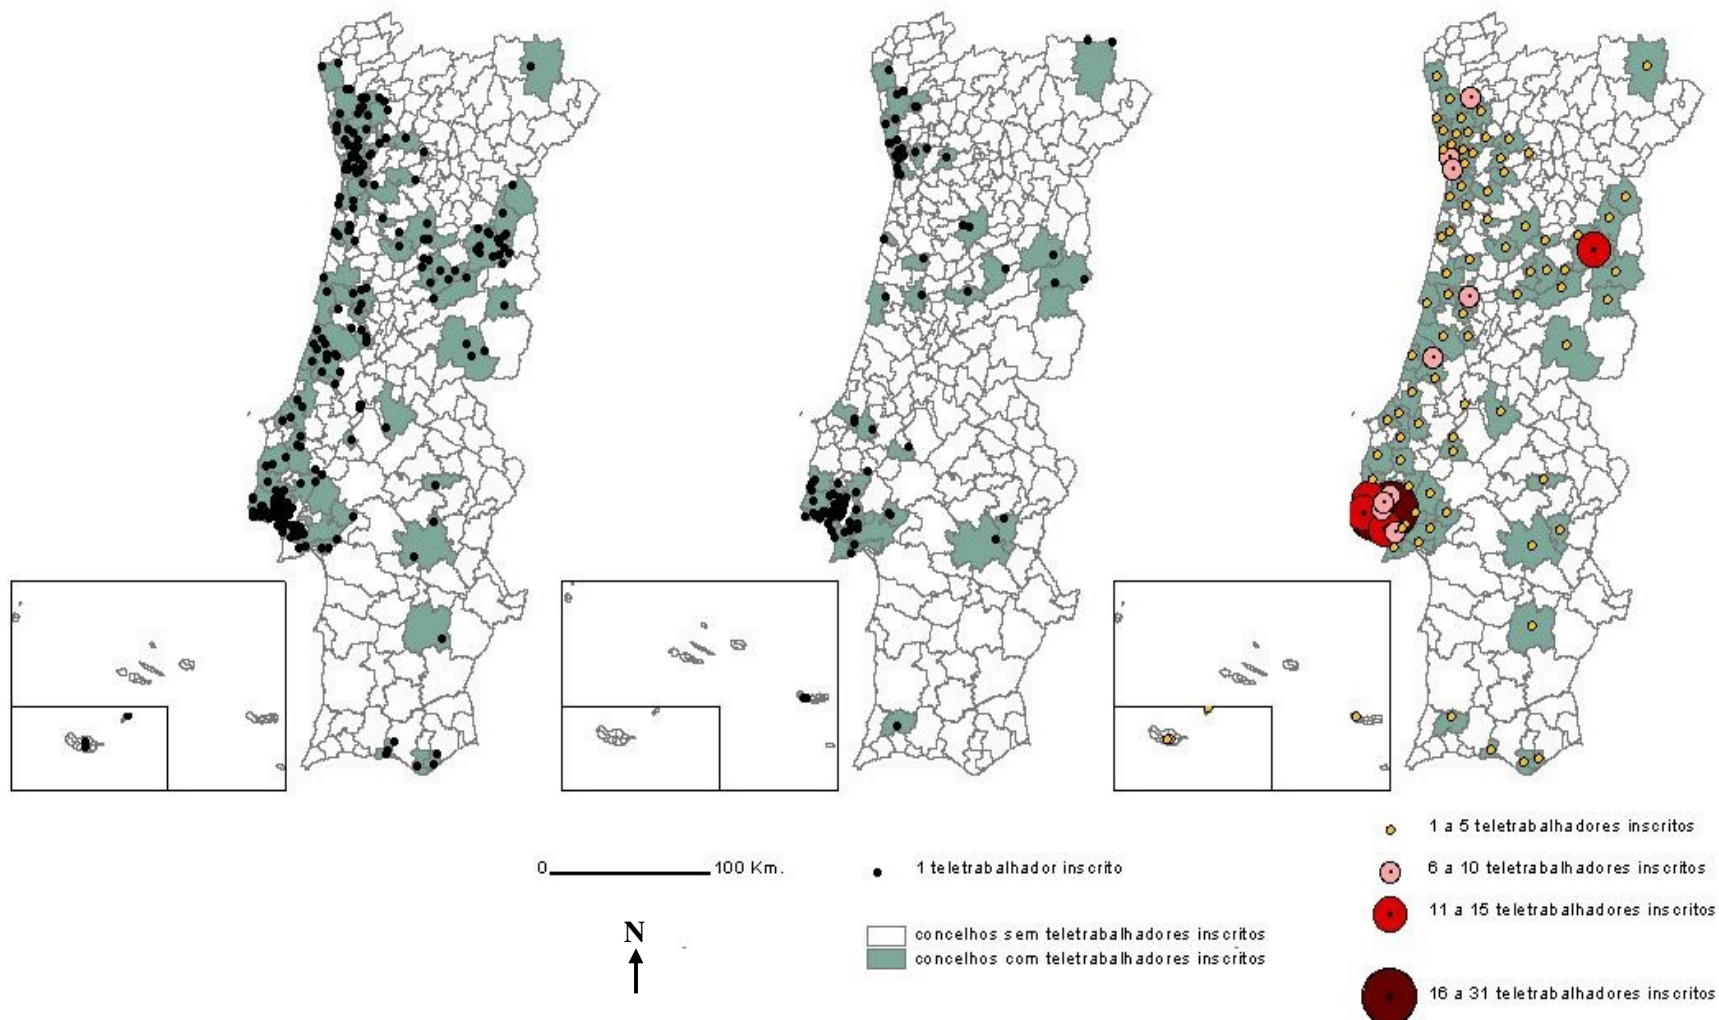 1 a 5 teletrabalhadores inscritos
0 100 Km.
1 teletrabalhador inscrito
6 a 10 teletrabalhadores inscritos
11 a 15 teletrabalhadores inscritos
N
concelhos sem teletrabalhadores inscritos
concelhos com teletrabalhadores inscritos
16 a 31 teletrabalhadores inscritos